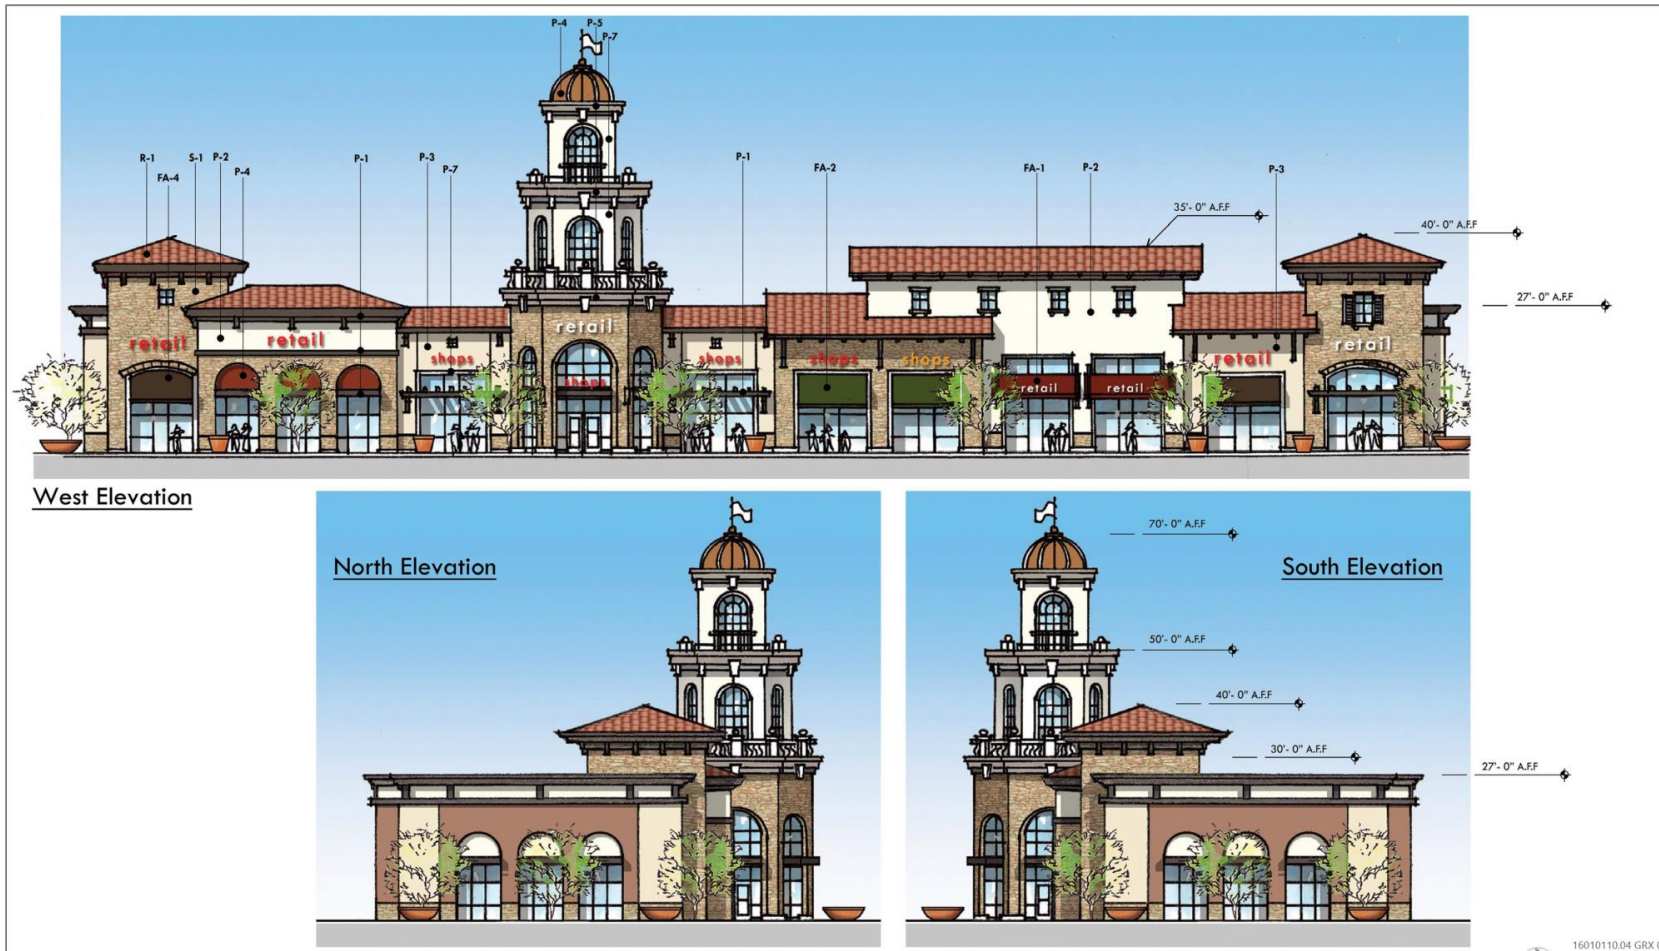 P-4
P-5
P-7
R-1
S-1
P-2
P-1
P-3
P-1
FA-4
P-4
P-7
FA-2
FA-1
P-2
P-3
35'- 0" A.F.F
40'- 0" A.F.F
27'- 0" A.F.F
retail
retail
shops
retail
shops
shops
shops
shops
retail
retail
retail
retail
West Elevation
North Elevation
70'- 0" A.F.F
South Elevation
50'- 0" A.F.F
40'- 0" A.F.F
30'- 0" A.F.F
27'- 0" A.F.F
16010110.04 GRX